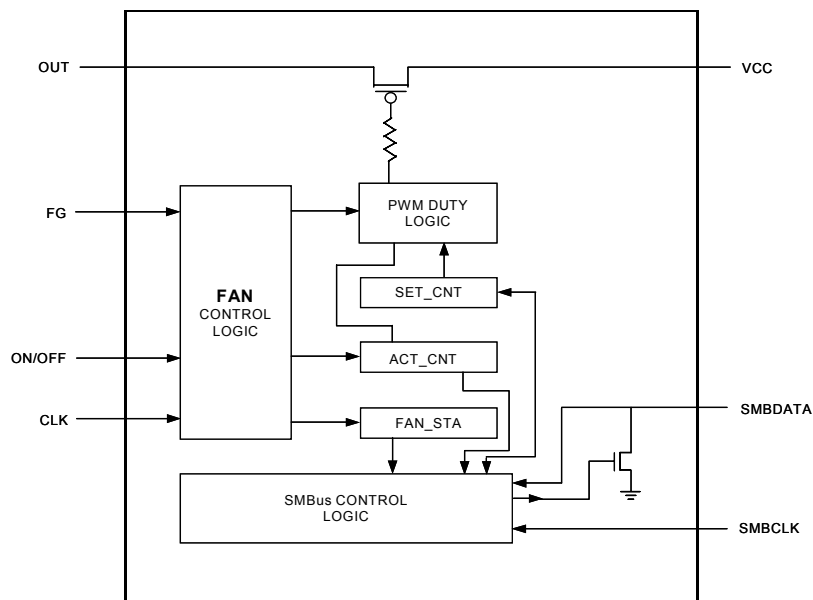 OUT
VCC
PWM DUTY
LOGIC
FG
SET_CNT
FAN
CONTROL
LOGIC
ON/OFF
ACT_CNT
CLK
FAN_STA
SMBDATA
SMBus CONTROL
LOGIC
SMBCLK